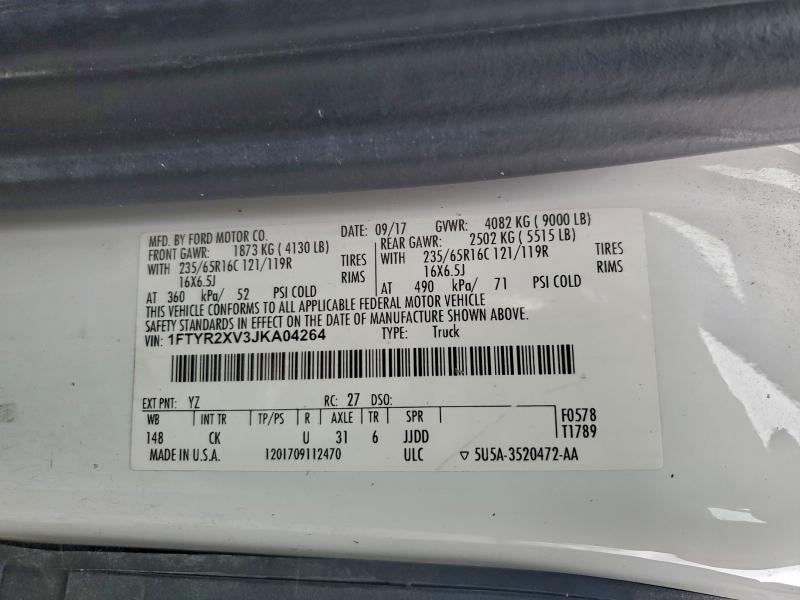 MFD. BY FORD MOTOR CO. DATE: 09/17 GVWR: 4082 KG ( 9000 LB)
FRONT GAWR: 1873 KG ( 4130 LB) REAR GAWR: 2502 KG ( 5515 LB)
WITH 235/65R16C 121/119R TIRES WITH 235/65R16C 121/119R TIRES
16X6.5J RIMS 16X6.5J RIMS
AT 360 kPa/ 52 PSI COLD AT 490 kPa/ 71 PSI COLD
THIS VEHICLE CONFORMS TO ALL APPLICABLE FEDERAL MOTOR VEHICLE
SAFETY STANDARDS IN EFFECT ON THE DATE OF MANUFACTURE SHOWN ABOVE.
VIN: 1FTYR2XV3JKA04264 TYPE: Truck
EXT PNT: YZ RC: 27 DSO:
WB INT TR TP/PS R AXLE TR SPR F0578
148 CK U 31 6 JJDD T1789
MADE IN U.S.A. 1201709112470 ULC ▽ 5U5A-3520472-AA